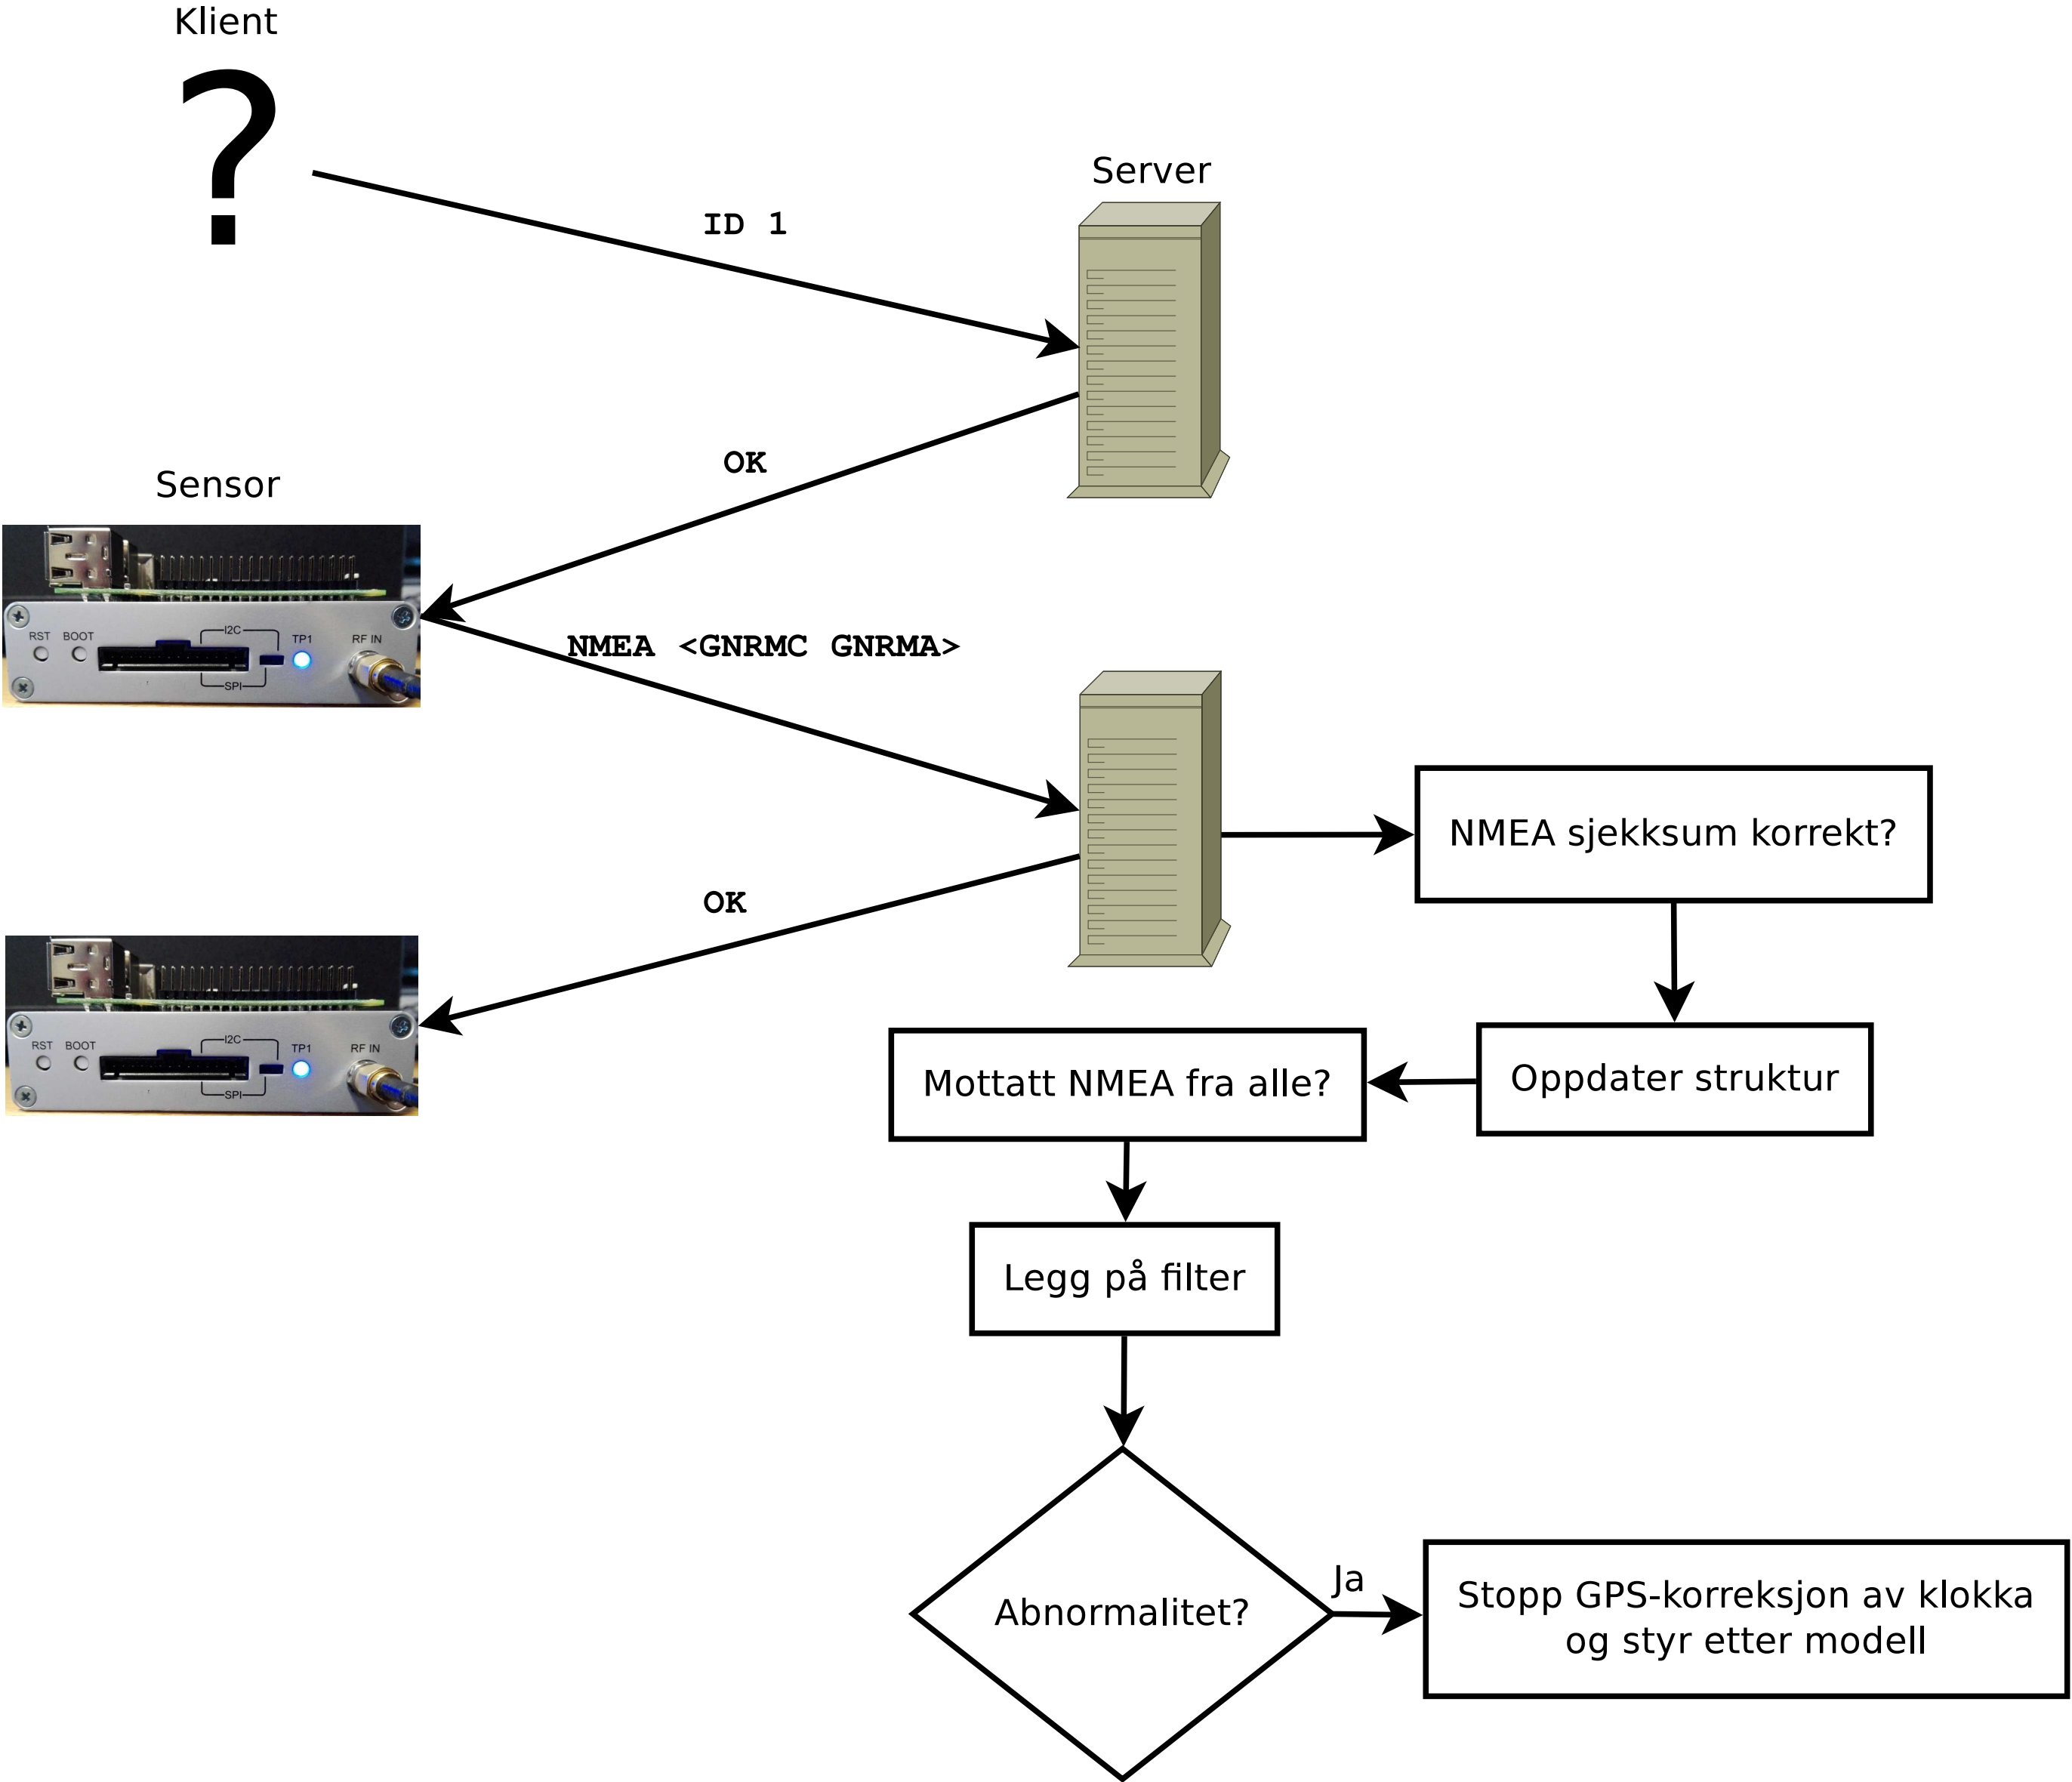 Klient
Server
ID 1
OK
Sensor
RST BOOT I2C TP1 RF IN
SPI
NMEA <GNRMC GNRMA>
NMEA sjekksum korrekt?
OK
RST BOOT I2C TP1 RF IN
SPI
Mottatt NMEA fra alle?
Oppdater struktur
Legg på filter
Abnormalitet?
Ja
Stopp GPS-korreksjon av klokka
og styr etter modell